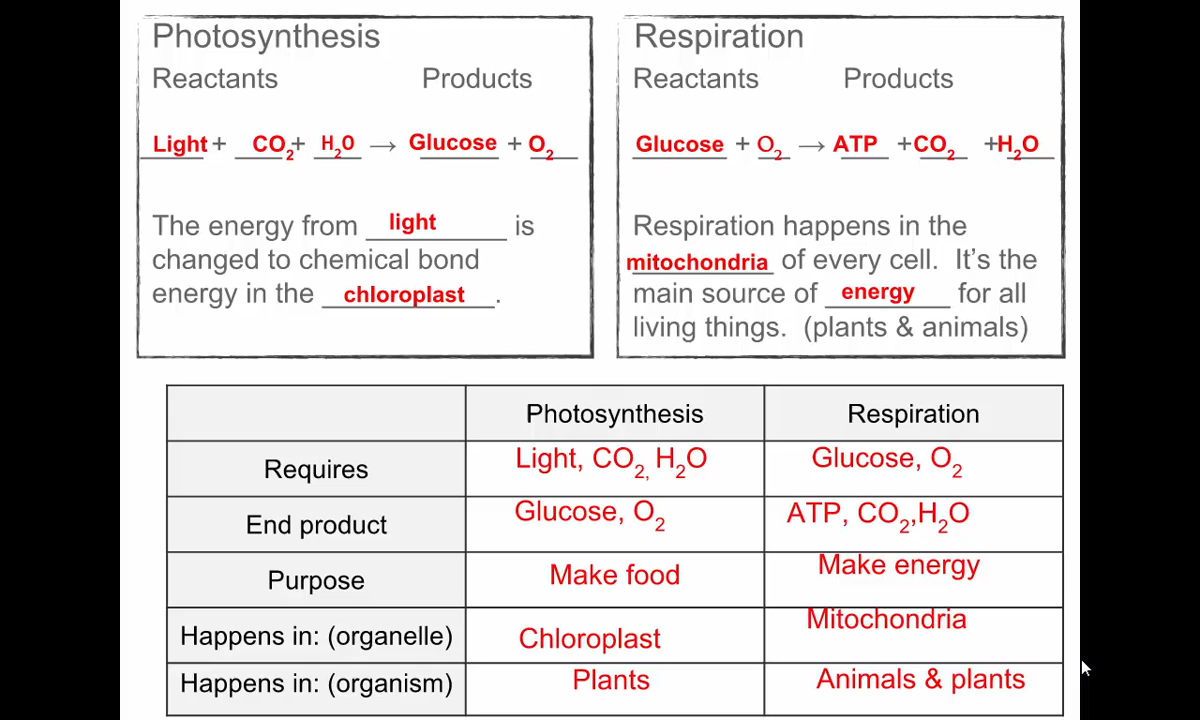 Photosynthesis
Reactants Products
Light + CO₂+ H₂O → Glucose + O₂
The energy from light is
changed to chemical bond
energy in the chloroplast.
Respiration
Reactants Products
Glucose + O₂ → ATP +CO₂ +H₂O
Respiration happens in the
mitochondria of every cell. It's the
main source of energy for all
living things. (plants & animals)
Photosynthesis Respiration
Requires Light, CO₂, H₂O Glucose, O₂
End product Glucose, O₂ ATP, CO₂,H₂O
Purpose Make food Make energy
Happens in: (organelle) Chloroplast Mitochondria
Happens in: (organism) Plants Animals & plants